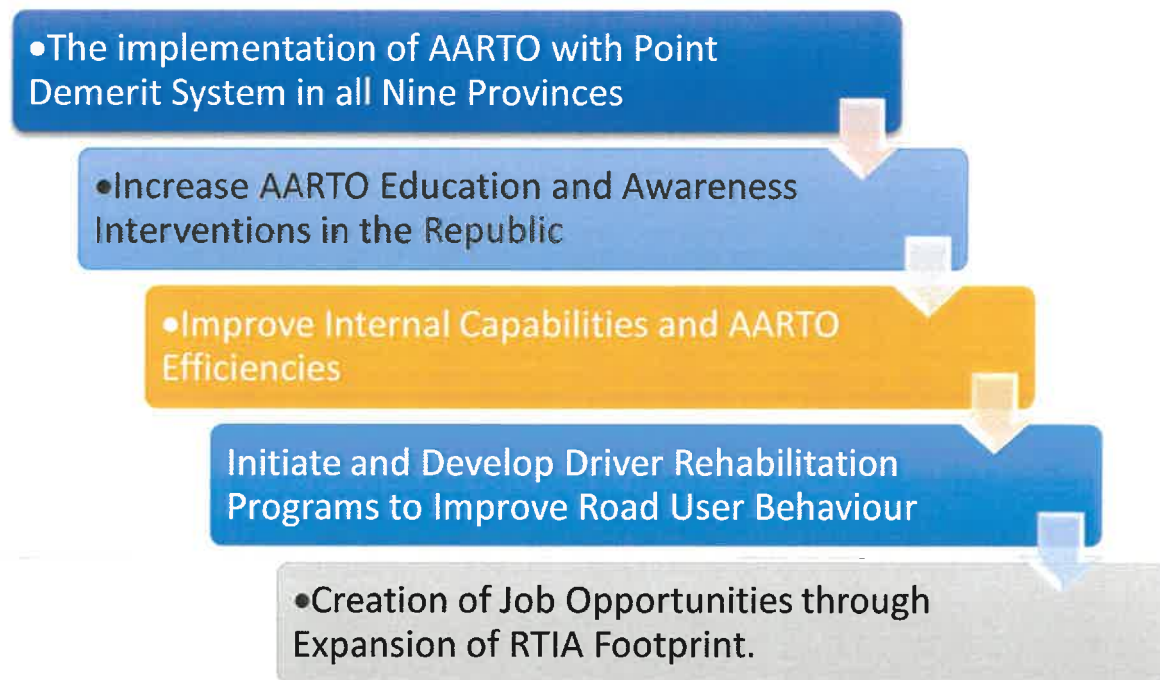 •The implementation of AARTO with Point
Demerit System in all Nine Provinces
•Increase AARTO Education and Awareness
Interventions in the Republic
•Improve Internal Capabilities and AARTO
Efficiencies
Initiate and Develop Driver Rehabilitation
Programs to Improve Road User Behaviour
•Creation of Job Opportunities through
Expansion of RTIA Footprint.